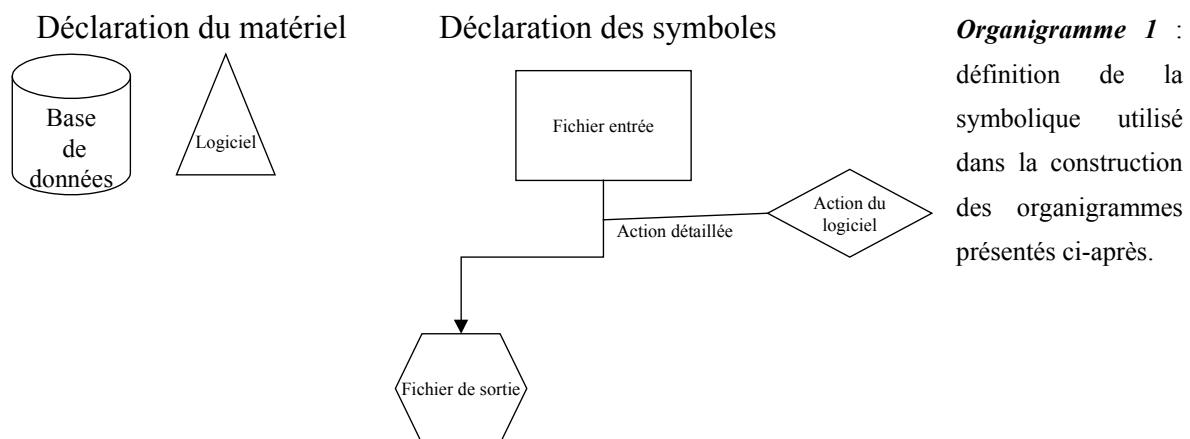 Déclaration du matériel
Base
de
données
Logiciel
Déclaration des symboles
Fichier entrée
Action du
logiciel
Action détaillée
Fichier de sortie
Organigramme 1 :
définition de la
symbolique utilisé
dans la construction
des organigrammes
présentés ci-après.